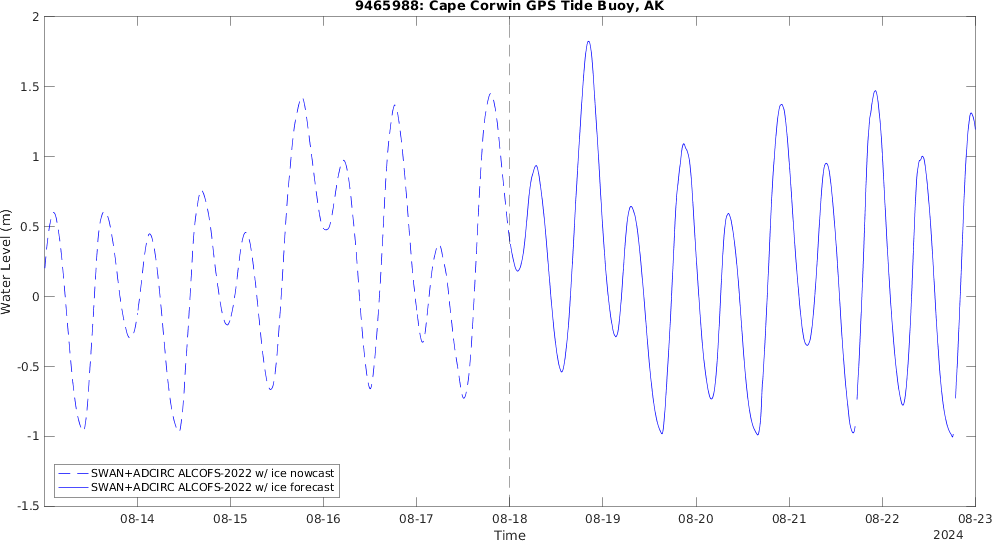 9465988: Cape Corwin GPS Tide Buoy, AK
Water Level (m)
2
1.5
1
0.5
0
-0.5
-1
-1.5
SWAN+ADCIRC ALCOFS-2022 w/ ice nowcast
SWAN+ADCIRC ALCOFS-2022 w/ ice forecast
08-14 08-15 08-16 08-17 08-18 08-19 08-20 08-21 08-22 08-23
Time
2024